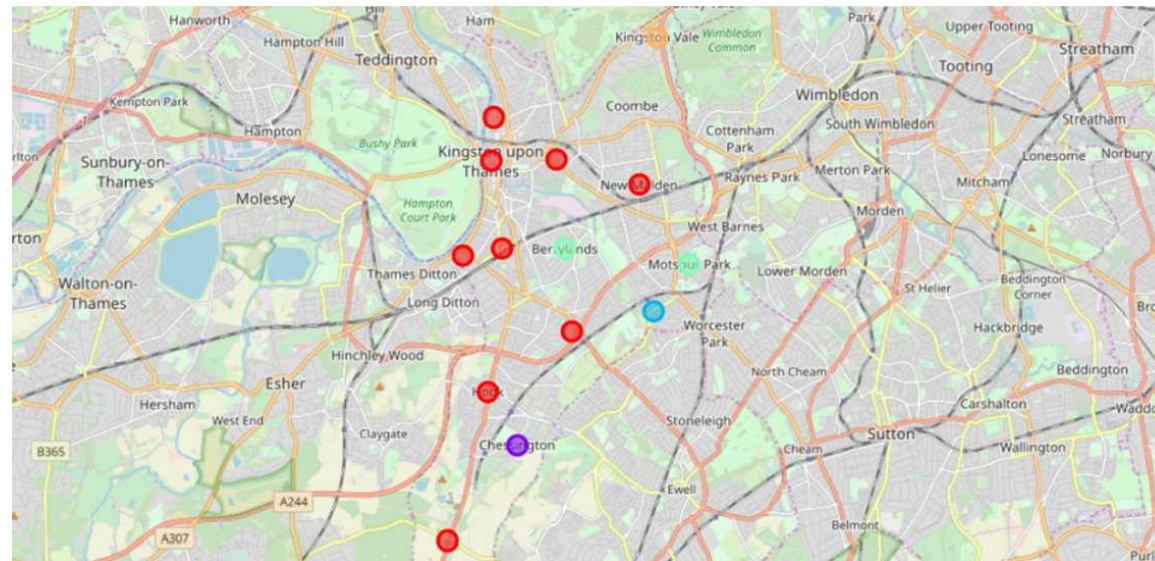 Hanworth
Hill
Ham
Kingston Vale
Wimbledon
Common
Park
Upper Tooting
Streatham
Hampton Hill
Teddington
Tooting
Kempton Park
Coombe
Wimbledon
Hampton
Bushy Park
Cottenham
Park
South Wimbledon
Streatham
Sunbury-on-
Thames
Kingston upon
Thames
Lonesome
Norbury
Molesey
Hampton
Court Park
Raynes Park
Merton Park
Mitcham
Morden
West Barnes
Thames Ditton
Berrylands
Motspur Park
Lower Morden
St Helier
Beddington
Corner
Walton-on-
Thames
Long Ditton
Worcester
Park
Hackbridge
Hinchley Wood
Esher
North Cheam
Beddington
Hersham
Hook
Carshalton
West End
Claygate
Stoneleigh
Chessington
Sutton
Wallington
B365
Cheam
Ewell
A244
Belmont
A307